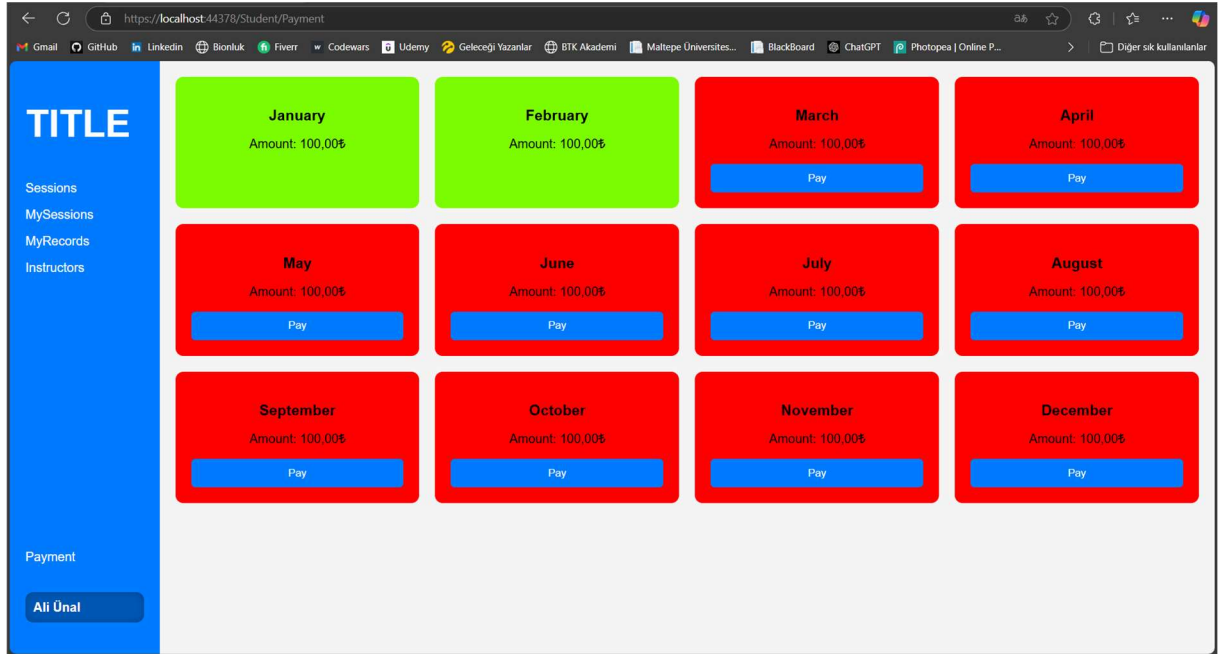 https://localhost:44378/Student/Payment
Gmail GitHub Linkedin Bionluk Fiverr Codewars Udemy Geleceği Yazanlar BTK Akademi Maltepe Üniversites... BlackBoard ChatGPT Photopea | Online P... Diğer sık kullanılanlar
TITLE
Sessions
MySessions
MyRecords
Instructors
Payment
Ali Ünal
January February March April
Amount: 100,00₺ Amount: 100,00₺ Amount: 100,00₺ Amount: 100,00₺
Pay Pay
May June July August
Amount: 100,00₺ Amount: 100,00₺ Amount: 100,00₺ Amount: 100,00₺
Pay Pay Pay Pay
September October November December
Amount: 100,00₺ Amount: 100,00₺ Amount: 100,00₺ Amount: 100,00₺
Pay Pay Pay Pay